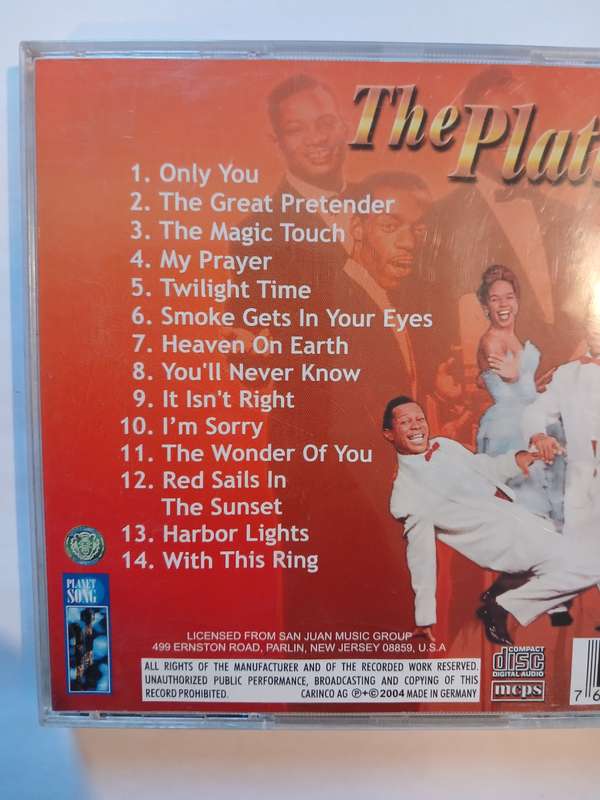 The Plat
1. Only You
2. The Great Pretender
3. The Magic Touch
4. My Prayer
5. Twilight Time
6. Smoke Gets In Your Eyes
7. Heaven On Earth
8. You'll Never Know
9. It Isn't Right
10. I'm Sorry
11. The Wonder Of You
12. Red Sails In
The Sunset
13. Harbor Lights
14. With This Ring
PLANET
SONG
LICENSED FROM SAN JUAN MUSIC GROUP
499 ERNSTON ROAD, PARLIN, NEW JERSEY 08859, U.S.A
ALL RIGHTS OF THE MANUFACTURER AND OF THE RECORDED WORK RESERVED.
UNAUTHORIZED PUBLIC PERFORMANCE, BROADCASTING AND COPYING OF THIS
RECORD PROHIBITED. CARINCO AG ℗+© 2004 MADE IN GERMANY
COMPACT
disc
DIGITAL AUDIO
mcps
7 6